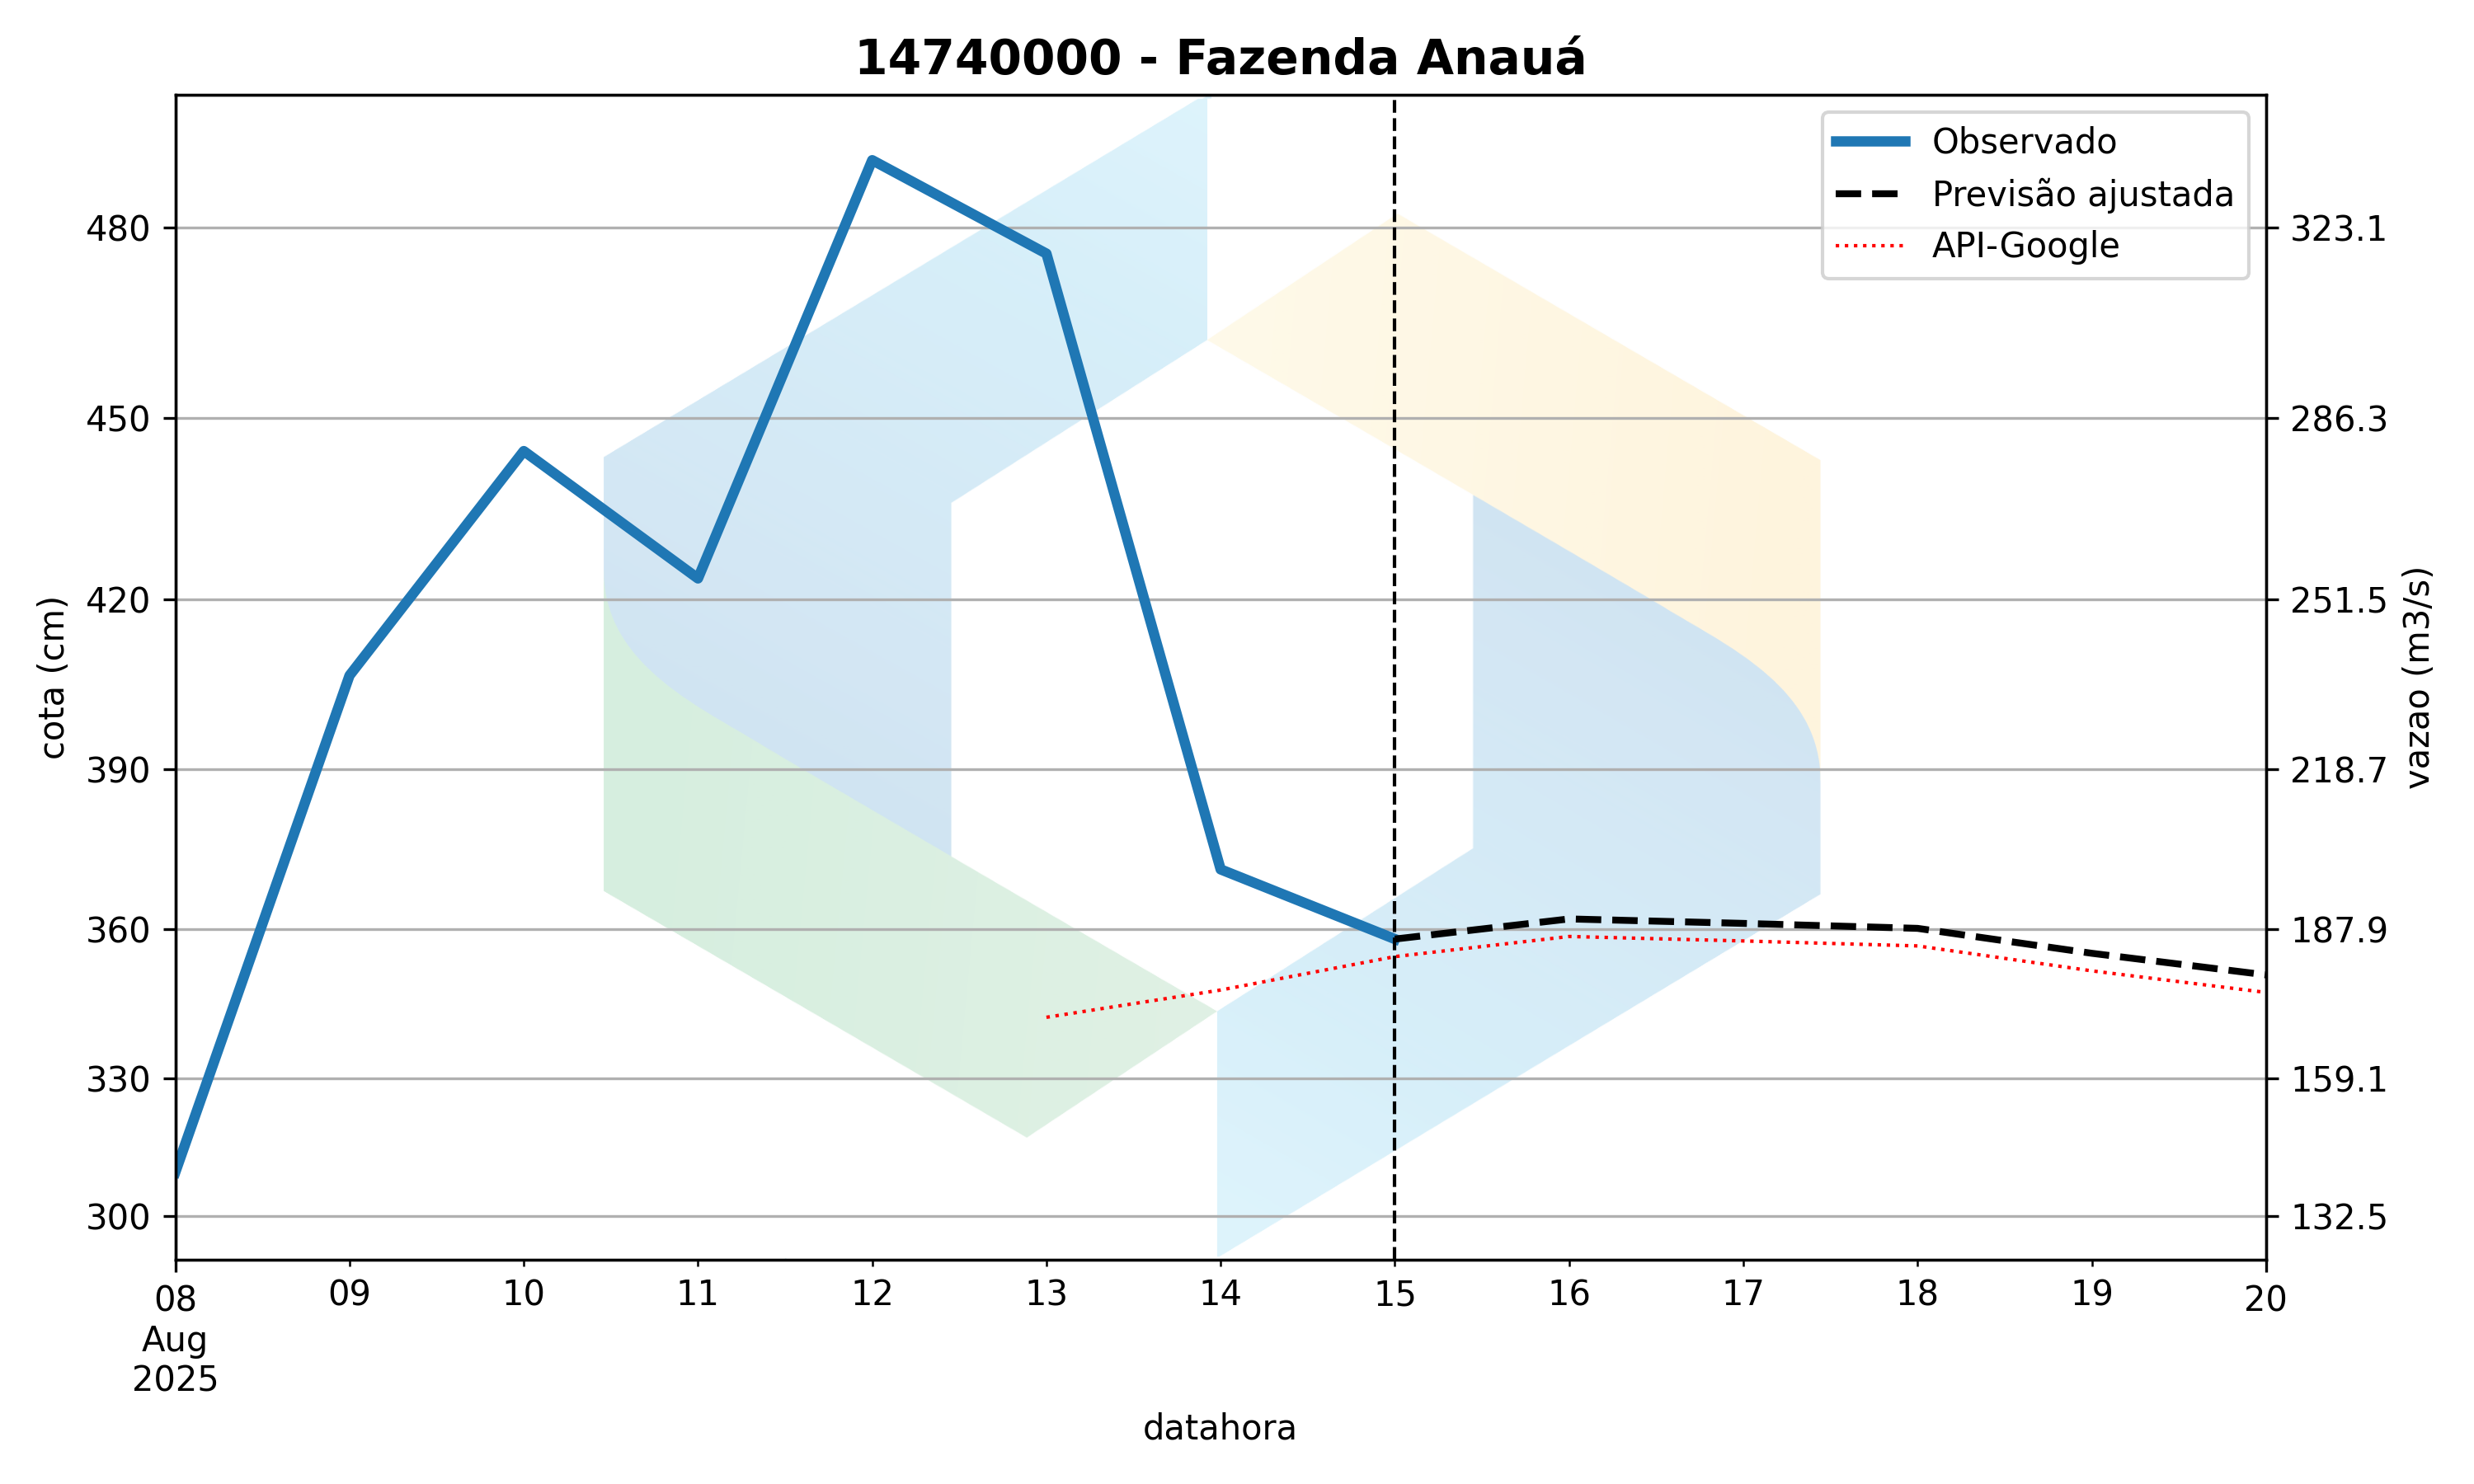 14740000 - Fazenda Anauá
Observado
Previsão ajustada
API-Google
480
450
420
390
360
330
300
cota (cm)
323.1
286.3
251.5
218.7
187.9
159.1
132.5
vazao (m3/s)
08 09 10 11 12 13 14 15 16 17 18 19 20
Aug
2025
datahora